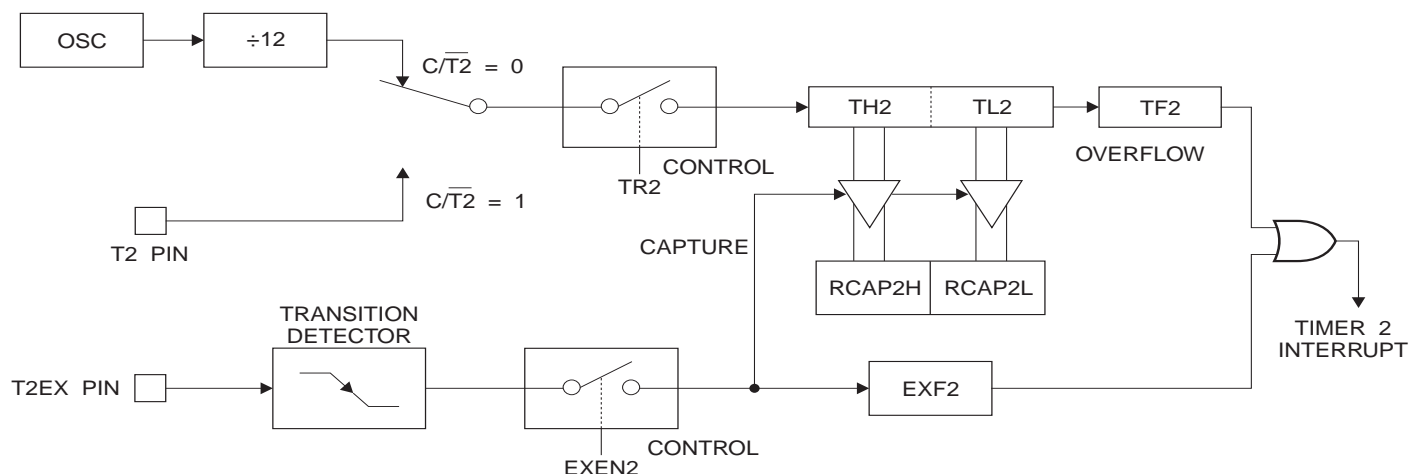 OSC
÷12
C/T2̅ = 0
TH2
TL2
TF2
OVERFLOW
CONTROL
TR2
C/T2̅ = 1
T2 PIN
CAPTURE
RCAP2H
RCAP2L
TRANSITION
DETECTOR
TIMER 2
INTERRUPT
T2EX PIN
EXF2
CONTROL
EXEN2